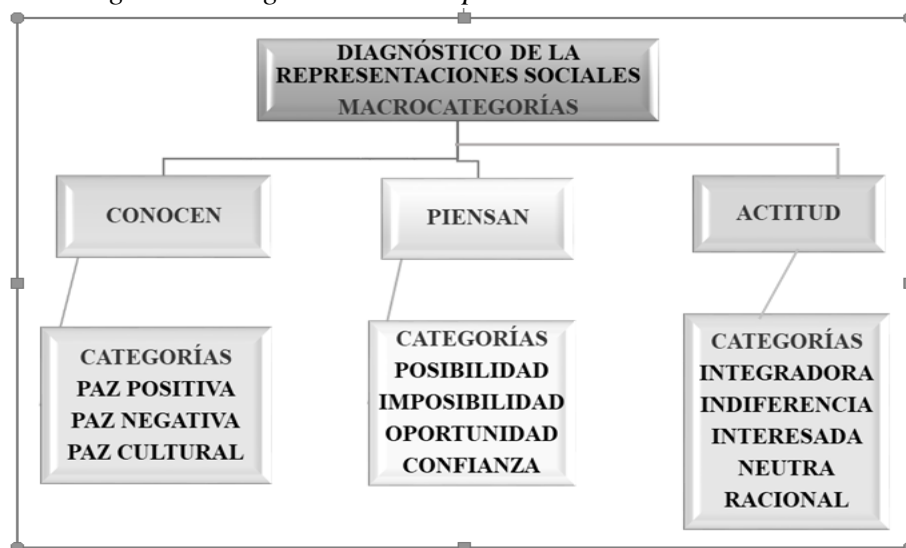 DIAGNÓSTICO DE LA
REPRESENTACIONES SOCIALES
MACROCATEGORÍAS
CONOCEN
PIENSAN
ACTITUD
CATEGORÍAS
PAZ POSITIVA
PAZ NEGATIVA
PAZ CULTURAL
CATEGORÍAS
POSIBILIDAD
IMPOSIBILIDAD
OPORTUNIDAD
CONFIANZA
CATEGORÍAS
INTEGRADORA
INDIFERENCIA
INTERESADA
NEUTRA
RACIONAL